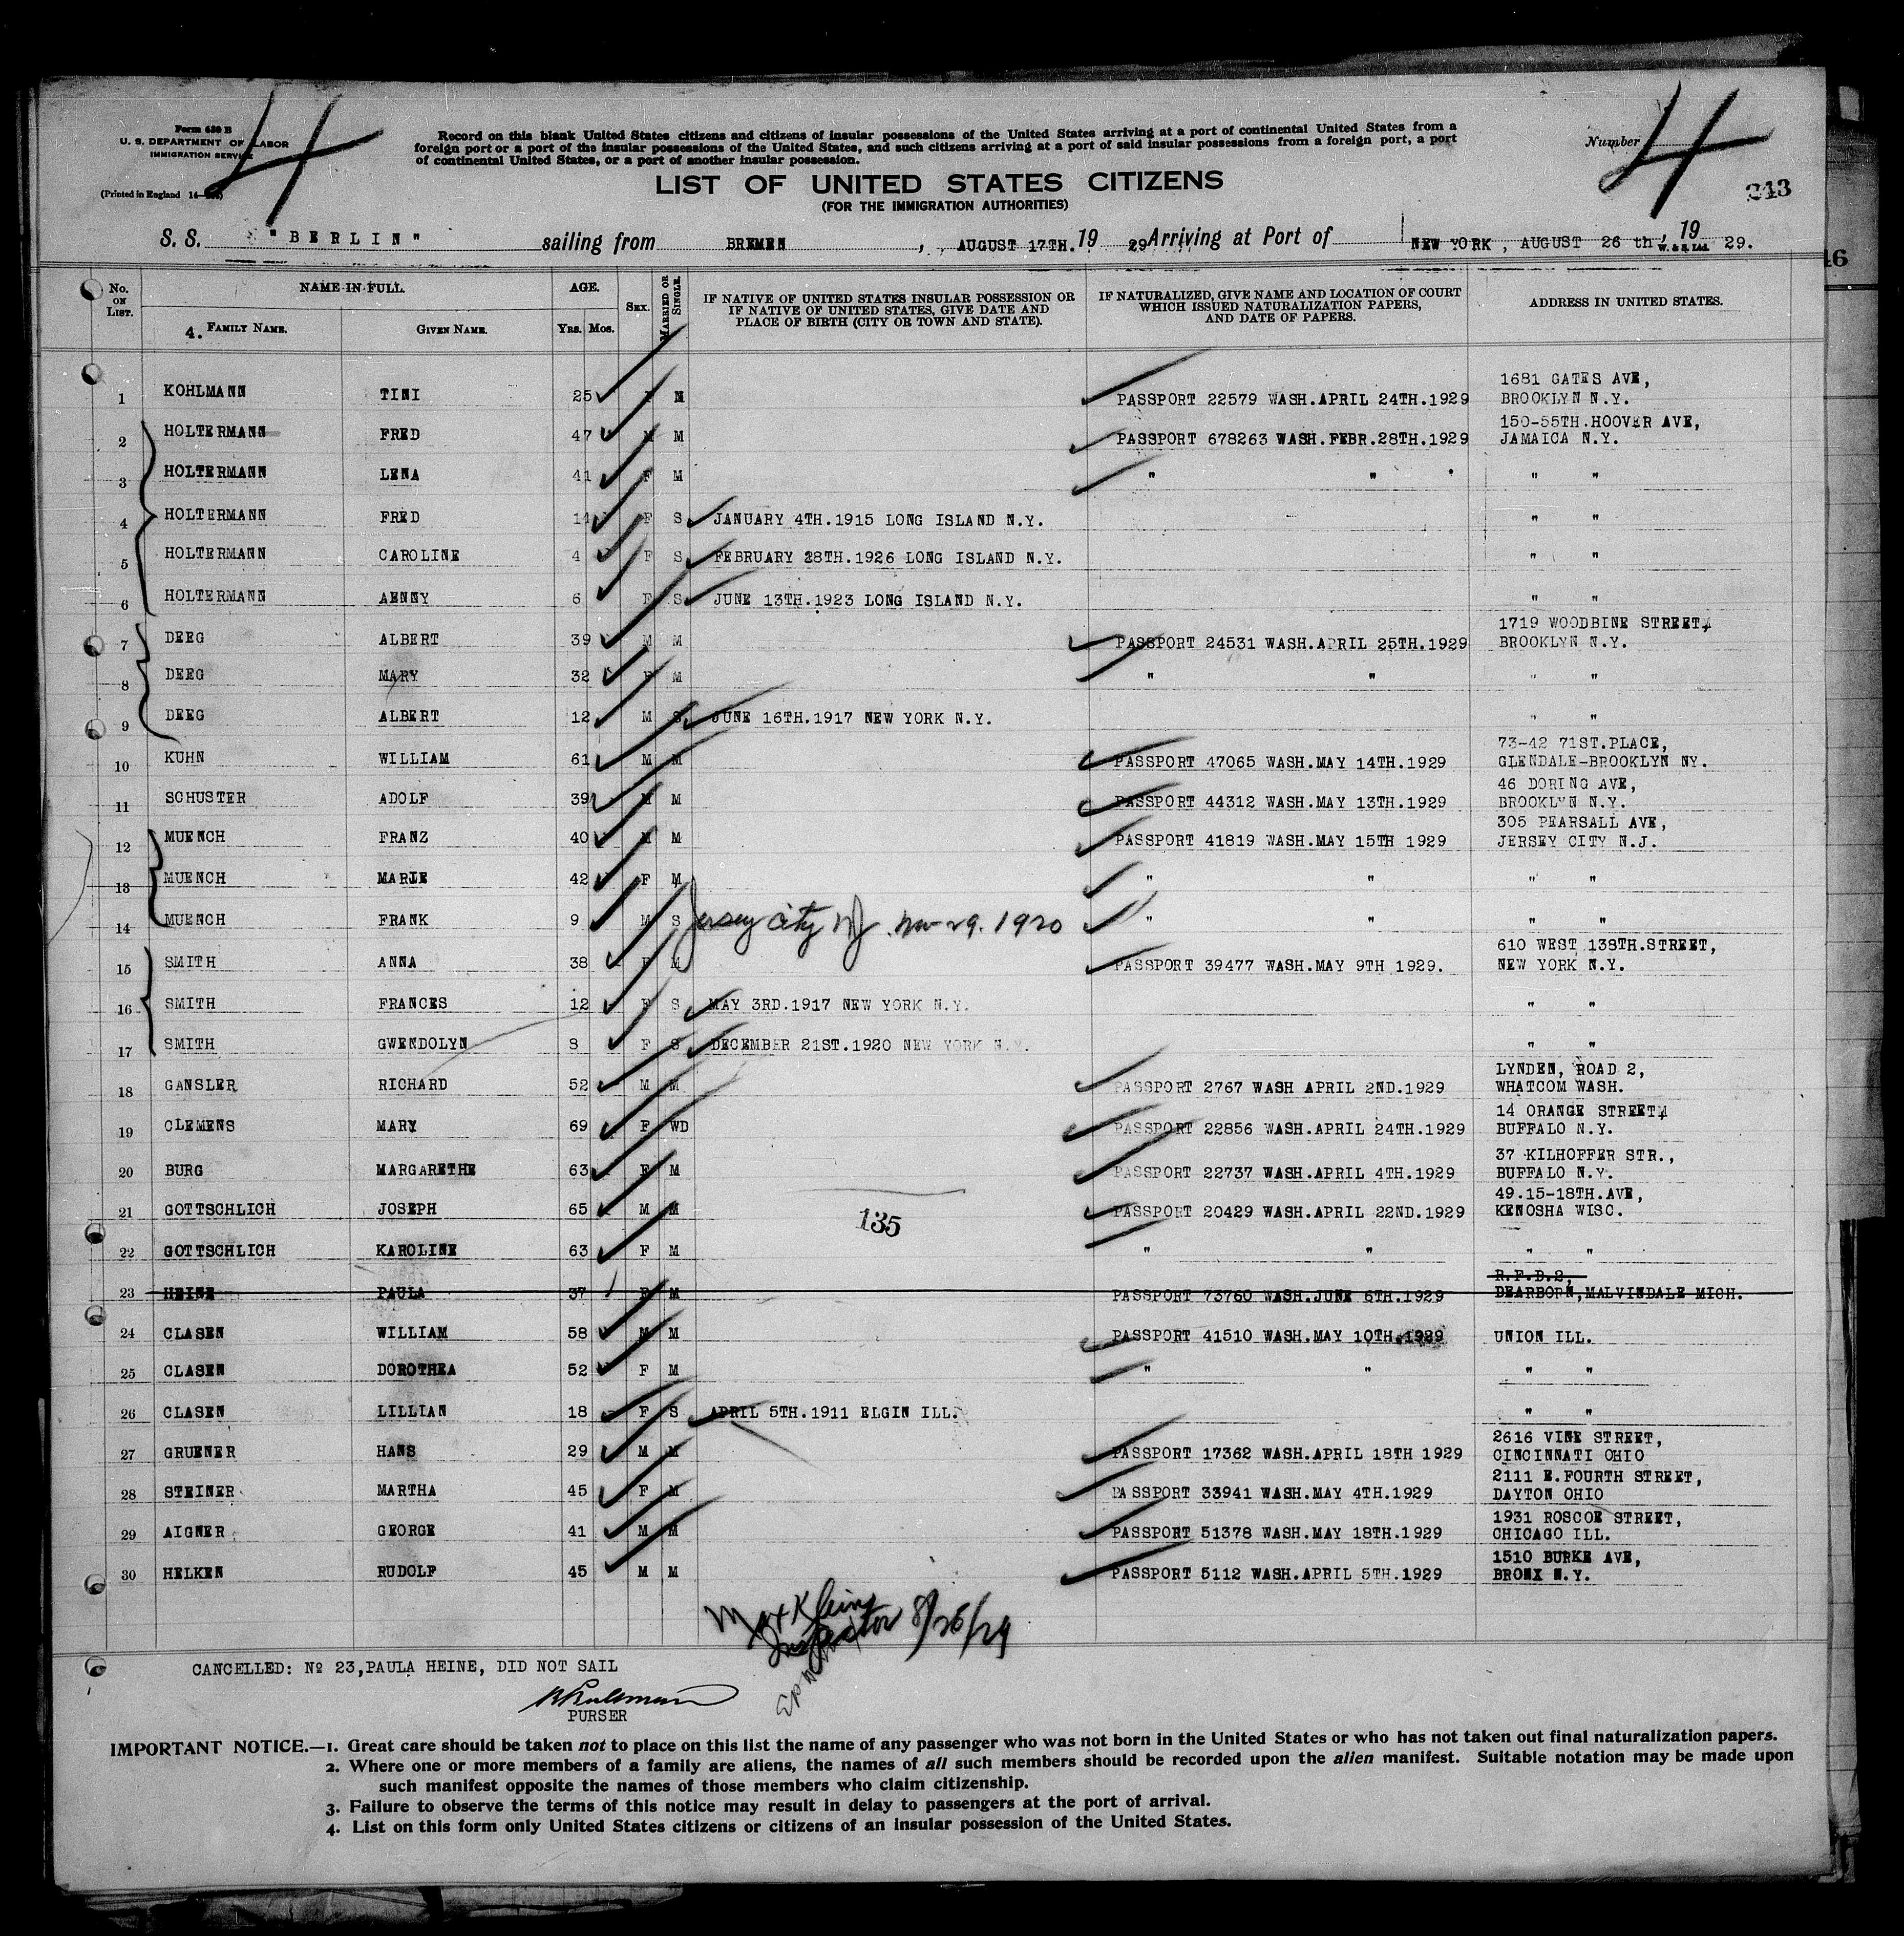 4 4
Form 630 B
U. S. DEPARTMENT OF LABOR
IMMIGRATION SERVICE
(Printed in England 14—
Record on this blank United States citizens and citizens of insular possessions of the United States arriving at a port of continental United States from a
foreign port or a port of the insular possessions of the United States, and such citizens arriving at a port of said insular possessions from a foreign port, a port
of continental United States, or a port of another insular possession.
Number
LIST OF UNITED STATES CITIZENS
(FOR THE IMMIGRATION AUTHORITIES)
243
S. S. "BERLIN" sailing from BREMEN, AUGUST 17TH. 19 29 Arriving at Port of NEW YORK, AUGUST 26 th, 19 29.
W. & S. Ltd.
46
No. ON LIST. NAME IN FULL. AGE. SEX. MARRIED OR SINGLE. IF NATIVE OF UNITED STATES INSULAR POSSESSION OR IF NATIVE OF UNITED STATES, GIVE DATE AND PLACE OF BIRTH (CITY OR TOWN AND STATE). IF NATURALIZED, GIVE NAME AND LOCATION OF COURT WHICH ISSUED NATURALIZATION PAPERS, AND DATE OF PAPERS. ADDRESS IN UNITED STATES.
4. FAMILY NAME. GIVEN NAME. YRS. MOS.
1 KOHLMANN TINI 25 F M PASSPORT 22579 WASH.APRIL 24TH.1929 1681 GATES AVE, BROOKLYN N.Y.
2 HOLTERMANN FRED 47 M M PASSPORT 678263 WASH.FEBR.28TH.1929 150-55TH.HOOVER AVE, JAMAICA N.Y.
3 HOLTERMANN LENA 41 F M " " " " "
4 HOLTERMANN FRED 14 F S JANUARY 4TH.1915 LONG ISLAND N.Y. " "
5 HOLTERMANN CAROLINE 4 F S FEBRUARY 28TH.1926 LONG ISLAND N.Y. " "
6 HOLTERMANN AENNY 6 F S JUNE 13TH.1923 LONG ISLAND N.Y. " "
7 DEEG ALBERT 39 M M PASSPORT 24531 WASH.APRIL 25TH.1929 1719 WOODBINE STREET, BROOKLYN N.Y.
8 DEEG MARY 32 F M " " " "
9 DEEG ALBERT 12 M S JUNE 16TH.1917 NEW YORK N.Y. " "
10 KUHN WILLIAM 61 M M PASSPORT 47065 WASH.MAY 14TH.1929 73-42 71ST.PLACE, GLENDALE-BROOKLYN NY.
11 SCHUSTER ADOLF 39 M M PASSPORT 44312 WASH.MAY 13TH.1929 46 DORING AVE, BROOKLYN N.Y.
12 MUENCH FRANZ 40 M M PASSPORT 41819 WASH.MAY 15TH 1929 305 PEARSALL AVE, JERSEY CITY N.J.
13 MUENCH MARIE 42 F M " " " "
14 MUENCH FRANK 9 M S Jersey City NJ. Nov 29. 1920 " " " "
15 SMITH ANNA 38 F M PASSPORT 39477 WASH.MAY 9TH 1929. 610 WEST 138TH.STREET, NEW YORK N.Y.
16 SMITH FRANCES 12 F S MAY 3RD.1917 NEW YORK N.Y. " "
17 SMITH GWENDOLYN 8 F S DECEMBER 21ST.1920 NEW YORK N.Y. " "
18 GANSLER RICHARD 52 M M PASSPORT 2767 WASH APRIL 2ND.1929 LYNDEN, ROAD 2, WHATCOM WASH.
19 CLEMENS MARY 69 F WD PASSPORT 22856 WASH.APRIL 24TH.1929 14 ORANGE STREET, BUFFALO N.Y.
20 BURG MARGARETHE 63 F M PASSPORT 22737 WASH.APRIL 4TH.1929 37 KILHOFFER STR., BUFFALO N.Y.
21 GOTTSCHLICH JOSEPH 65 M M PASSPORT 20429 WASH.APRIL 22ND.1929 49.15-18TH.AVE, KENOSHA WISC.
135
22 GOTTSCHLICH KAROLINE 63 F M " " " "
23 HEINE PAULA 37 F M PASSPORT 73760 WASH.JUNE 6TH.1929 R.F.D.2, DEARBORN,MALVINDALE MICH.
24 CLASEN WILLIAM 58 M M PASSPORT 41510 WASH.MAY 10TH.1929 UNION ILL.
25 CLASEN DOROTHEA 52 F M " " " "
26 CLASEN LILLIAN 18 F S APRIL 5TH.1911 ELGIN ILL. " "
27 GRUENER HANS 29 M M PASSPORT 17362 WASH.APRIL 18TH 1929 2616 VINE STREET, CINCINNATI OHIO
28 STEINER MARTHA 45 F M PASSPORT 33941 WASH.MAY 4TH.1929 2111 E.FOURTH STREET, DAYTON OHIO
29 AIGNER GEORGE 41 M M PASSPORT 51378 WASH.MAY 18TH.1929 1931 ROSCOE STREET, CHICAGO ILL.
30 HELKEN RUDOLF 45 M M PASSPORT 5112 WASH.APRIL 5TH.1929 1510 BURKE AVE, BRONX N.Y.
Max Klein
Inspector 8/26/29
CANCELLED: Nº 23,PAULA HEINE, DID NOT SAIL
PURSER
IMPORTANT NOTICE.—1. Great care should be taken not to place on this list the name of any passenger who was not born in the United States or who has not taken out final naturalization papers.
2. Where one or more members of a family are aliens, the names of all such members should be recorded upon the alien manifest. Suitable notation may be made upon
such manifest opposite the names of those members who claim citizenship.
3. Failure to observe the terms of this notice may result in delay to passengers at the port of arrival.
4. List on this form only United States citizens or citizens of an insular possession of the United States.